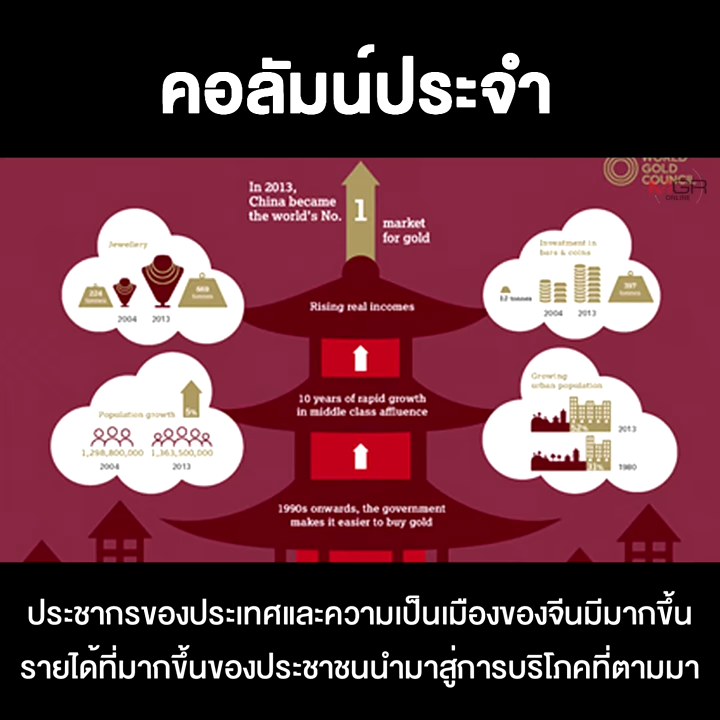 คอลัมน์ประจำ
WORLD
GOLD
COUNCIL
MGR
ONLINE
In 2013,
China became
the world's No. 1 market
for gold
Jewellery
224
tonnes
669
tonnes
2004 2013
Investment in
bars & coins
12 tonnes
397
tonnes
2004 2013
Rising real incomes
Population growth 5%
1,298,800,000 1,363,500,000
2004 2013
10 years of rapid growth
in middle class affluence
Growing
urban population
52% 2013
1980
1990s onwards, the government
makes it easier to buy gold
ประชากรของประเทศและความเป็นเมืองของจีนมีมากขึ้น
รายได้ที่มากขึ้นของประชาชนนำมาสู่การบริโภคที่ตามมา